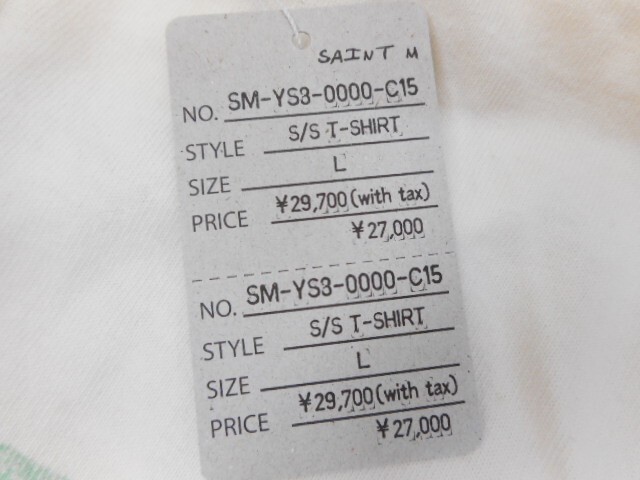 SAINT M
NO. SM-YS3-0000-C15
STYLE S/S T-SHIRT
SIZE L
PRICE ¥29,700(with tax)
¥27,000
NO. SM-YS3-0000-C15
STYLE S/S T-SHIRT
SIZE L
PRICE ¥29,700(with tax)
¥27,000